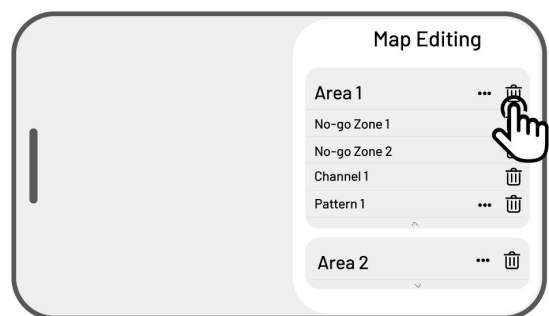 Map Editing
Area 1 •••
No-go Zone 1
No-go Zone 2
Channel 1
Pattern 1 •••
Area 2 •••